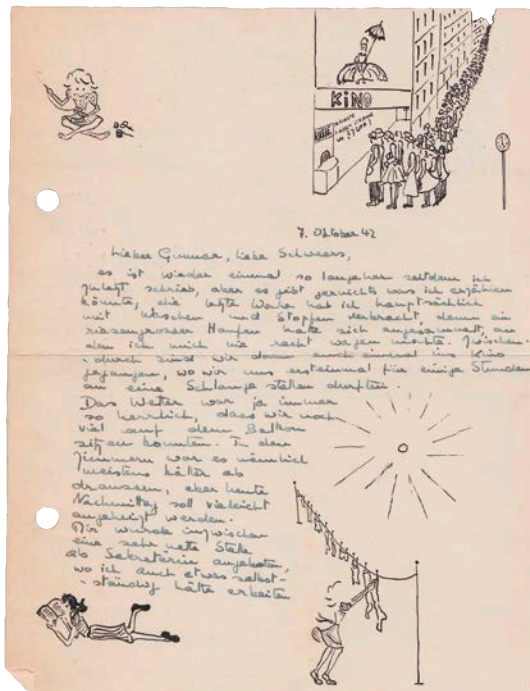 KINO
7. Oktober 42
Lieber Gunnar, liebe Schwers,
es ist wieder einmal so lange her seitdem ich
zuletzt schrieb, aber es gibt garnichts was ich erzählen
könnte, die letzte Woche hab ich hauptsächlich
mit Waschen und Stopfen verbracht denn ein
riesengrosser Haufen hatte sich angesammelt, an
den ich mich nie recht wagen mochte. Zwischen-
-durch sind wir dann auch einmal ins Kino
gegangen, wo wir uns ersteinmal für einige Stunden
an eine Schlange stellen durften.
Das Wetter war ja immer
so herrlich, dass wir noch
viel auf dem Balkon
sitzen konnten. In den
Zimmern war es nämlich
meistens kälter als
draussen, aber heute
Nachmittag soll vielleicht
angeheizt werden.
Mir wurde inzwischen
eine sehr nette Stelle
als Sekretärin angeboten,
wo ich auch etwas selbst-
-ständig hätte arbeiten